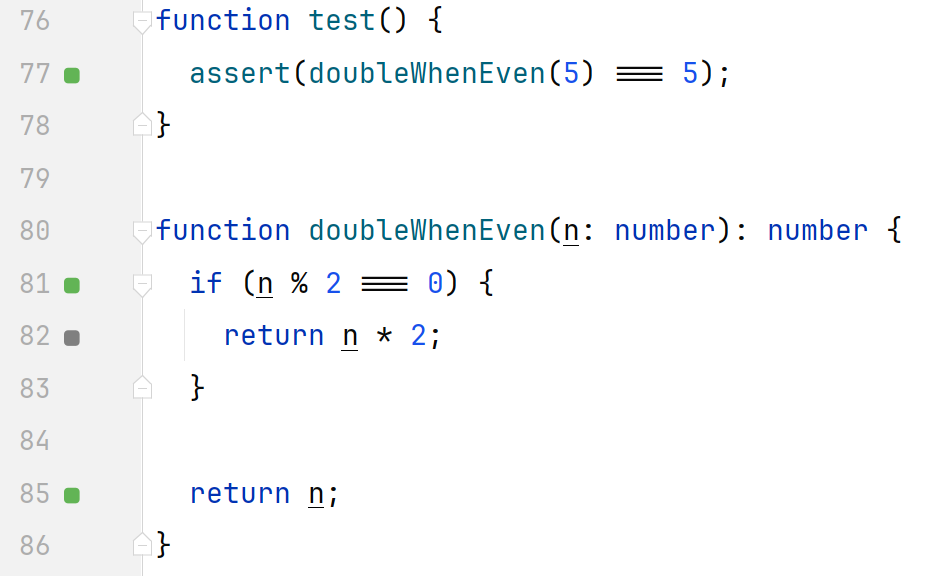 76 function test() {
77 assert(doubleWhenEven(5) === 5);
78 }
79
80 function doubleWhenEven(n: number): number {
81 if (n % 2 === 0) {
82 return n * 2;
83 }
84
85 return n;
86 }